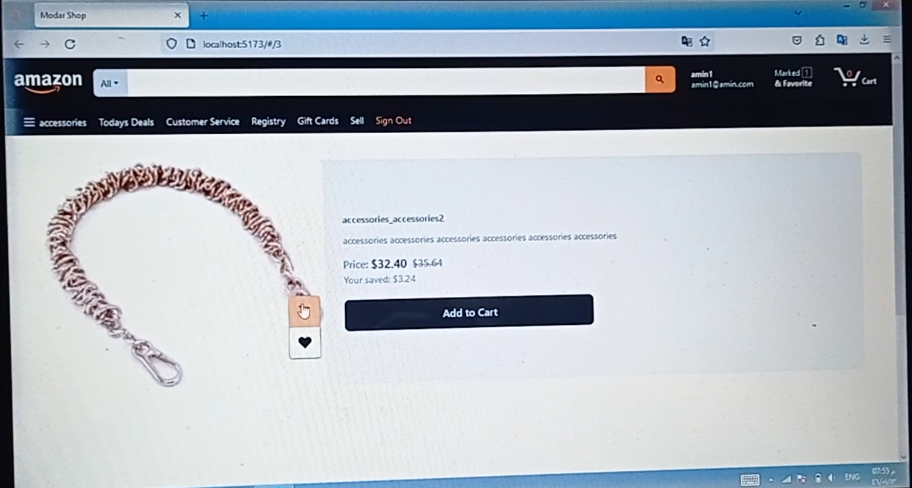 Modar Shop
localhost:5173/#/3
amazon
All
amin1
amin1@amin.com
Marked 1
& Favorite
0
Cart
accessories
Todays Deals
Customer Service
Registry
Gift Cards
Sell
Sign Out
accessories_accessories2
accessories accessories accessories accessories accessories accessories
Price: $32.40 $35.64
Your saved: $3.24
Add to Cart
ENG